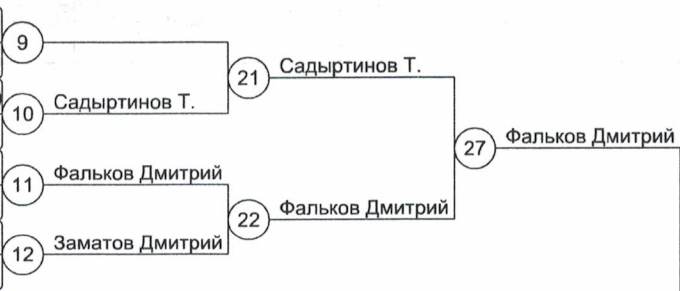 9
21
Садыртинов Т.
10
Садыртинов Т.
27
Фальков Дмитрий
11
Фальков Дмитрий
22
Фальков Дмитрий
12
Заматов Дмитрий